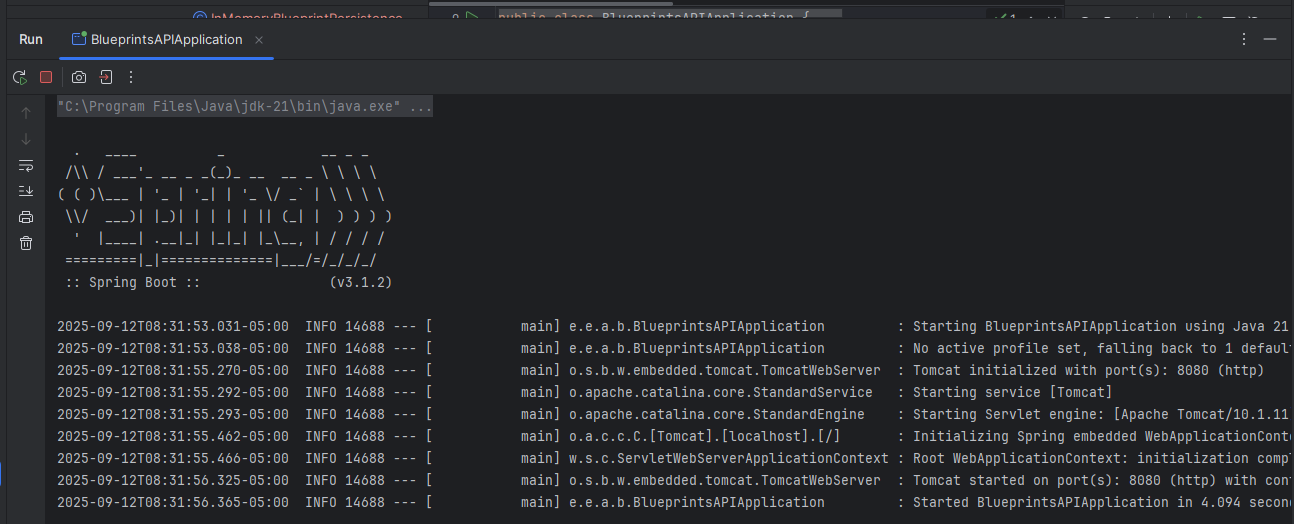 InMemoryBlueprintPersistence
public class BlueprintsAPIApplication {
1
Run BlueprintsAPIApplication
"C:\Program Files\Java\jdk-21\bin\java.exe" ...
  .   ____          _            __ _ _
 /\\ / ___'_ __ _ _(_)_ __  __ _ \ \ \ \
( ( )\___ | '_ | '_| | '_ \/ _` | \ \ \ \
 \\/  ___)| |_)| | | | | || (_| |  ) ) ) )
  '  |____| .__|_| |_|_| |_\__, | / / / /
 =========|_|==============|___/=/_/_/_/
 :: Spring Boot ::                (v3.1.2)
2025-09-12T08:31:53.031-05:00  INFO 14688 --- [           main] e.e.a.b.BlueprintsAPIApplication         : Starting BlueprintsAPIApplication using Java 21
2025-09-12T08:31:53.038-05:00  INFO 14688 --- [           main] e.e.a.b.BlueprintsAPIApplication         : No active profile set, falling back to 1 defaul
2025-09-12T08:31:55.270-05:00  INFO 14688 --- [           main] o.s.b.w.embedded.tomcat.TomcatWebServer  : Tomcat initialized with port(s): 8080 (http)
2025-09-12T08:31:55.292-05:00  INFO 14688 --- [           main] o.apache.catalina.core.StandardService   : Starting service [Tomcat]
2025-09-12T08:31:55.293-05:00  INFO 14688 --- [           main] o.apache.catalina.core.StandardEngine    : Starting Servlet engine: [Apache Tomcat/10.1.11
2025-09-12T08:31:55.462-05:00  INFO 14688 --- [           main] o.a.c.c.C.[Tomcat].[localhost].[/]       : Initializing Spring embedded WebApplicationCont
2025-09-12T08:31:55.466-05:00  INFO 14688 --- [           main] w.s.c.ServletWebServerApplicationContext : Root WebApplicationContext: initialization compl
2025-09-12T08:31:56.325-05:00  INFO 14688 --- [           main] o.s.b.w.embedded.tomcat.TomcatWebServer  : Tomcat started on port(s): 8080 (http) with cont
2025-09-12T08:31:56.365-05:00  INFO 14688 --- [           main] e.e.a.b.BlueprintsAPIApplication         : Started BlueprintsAPIApplication in 4.094 secon